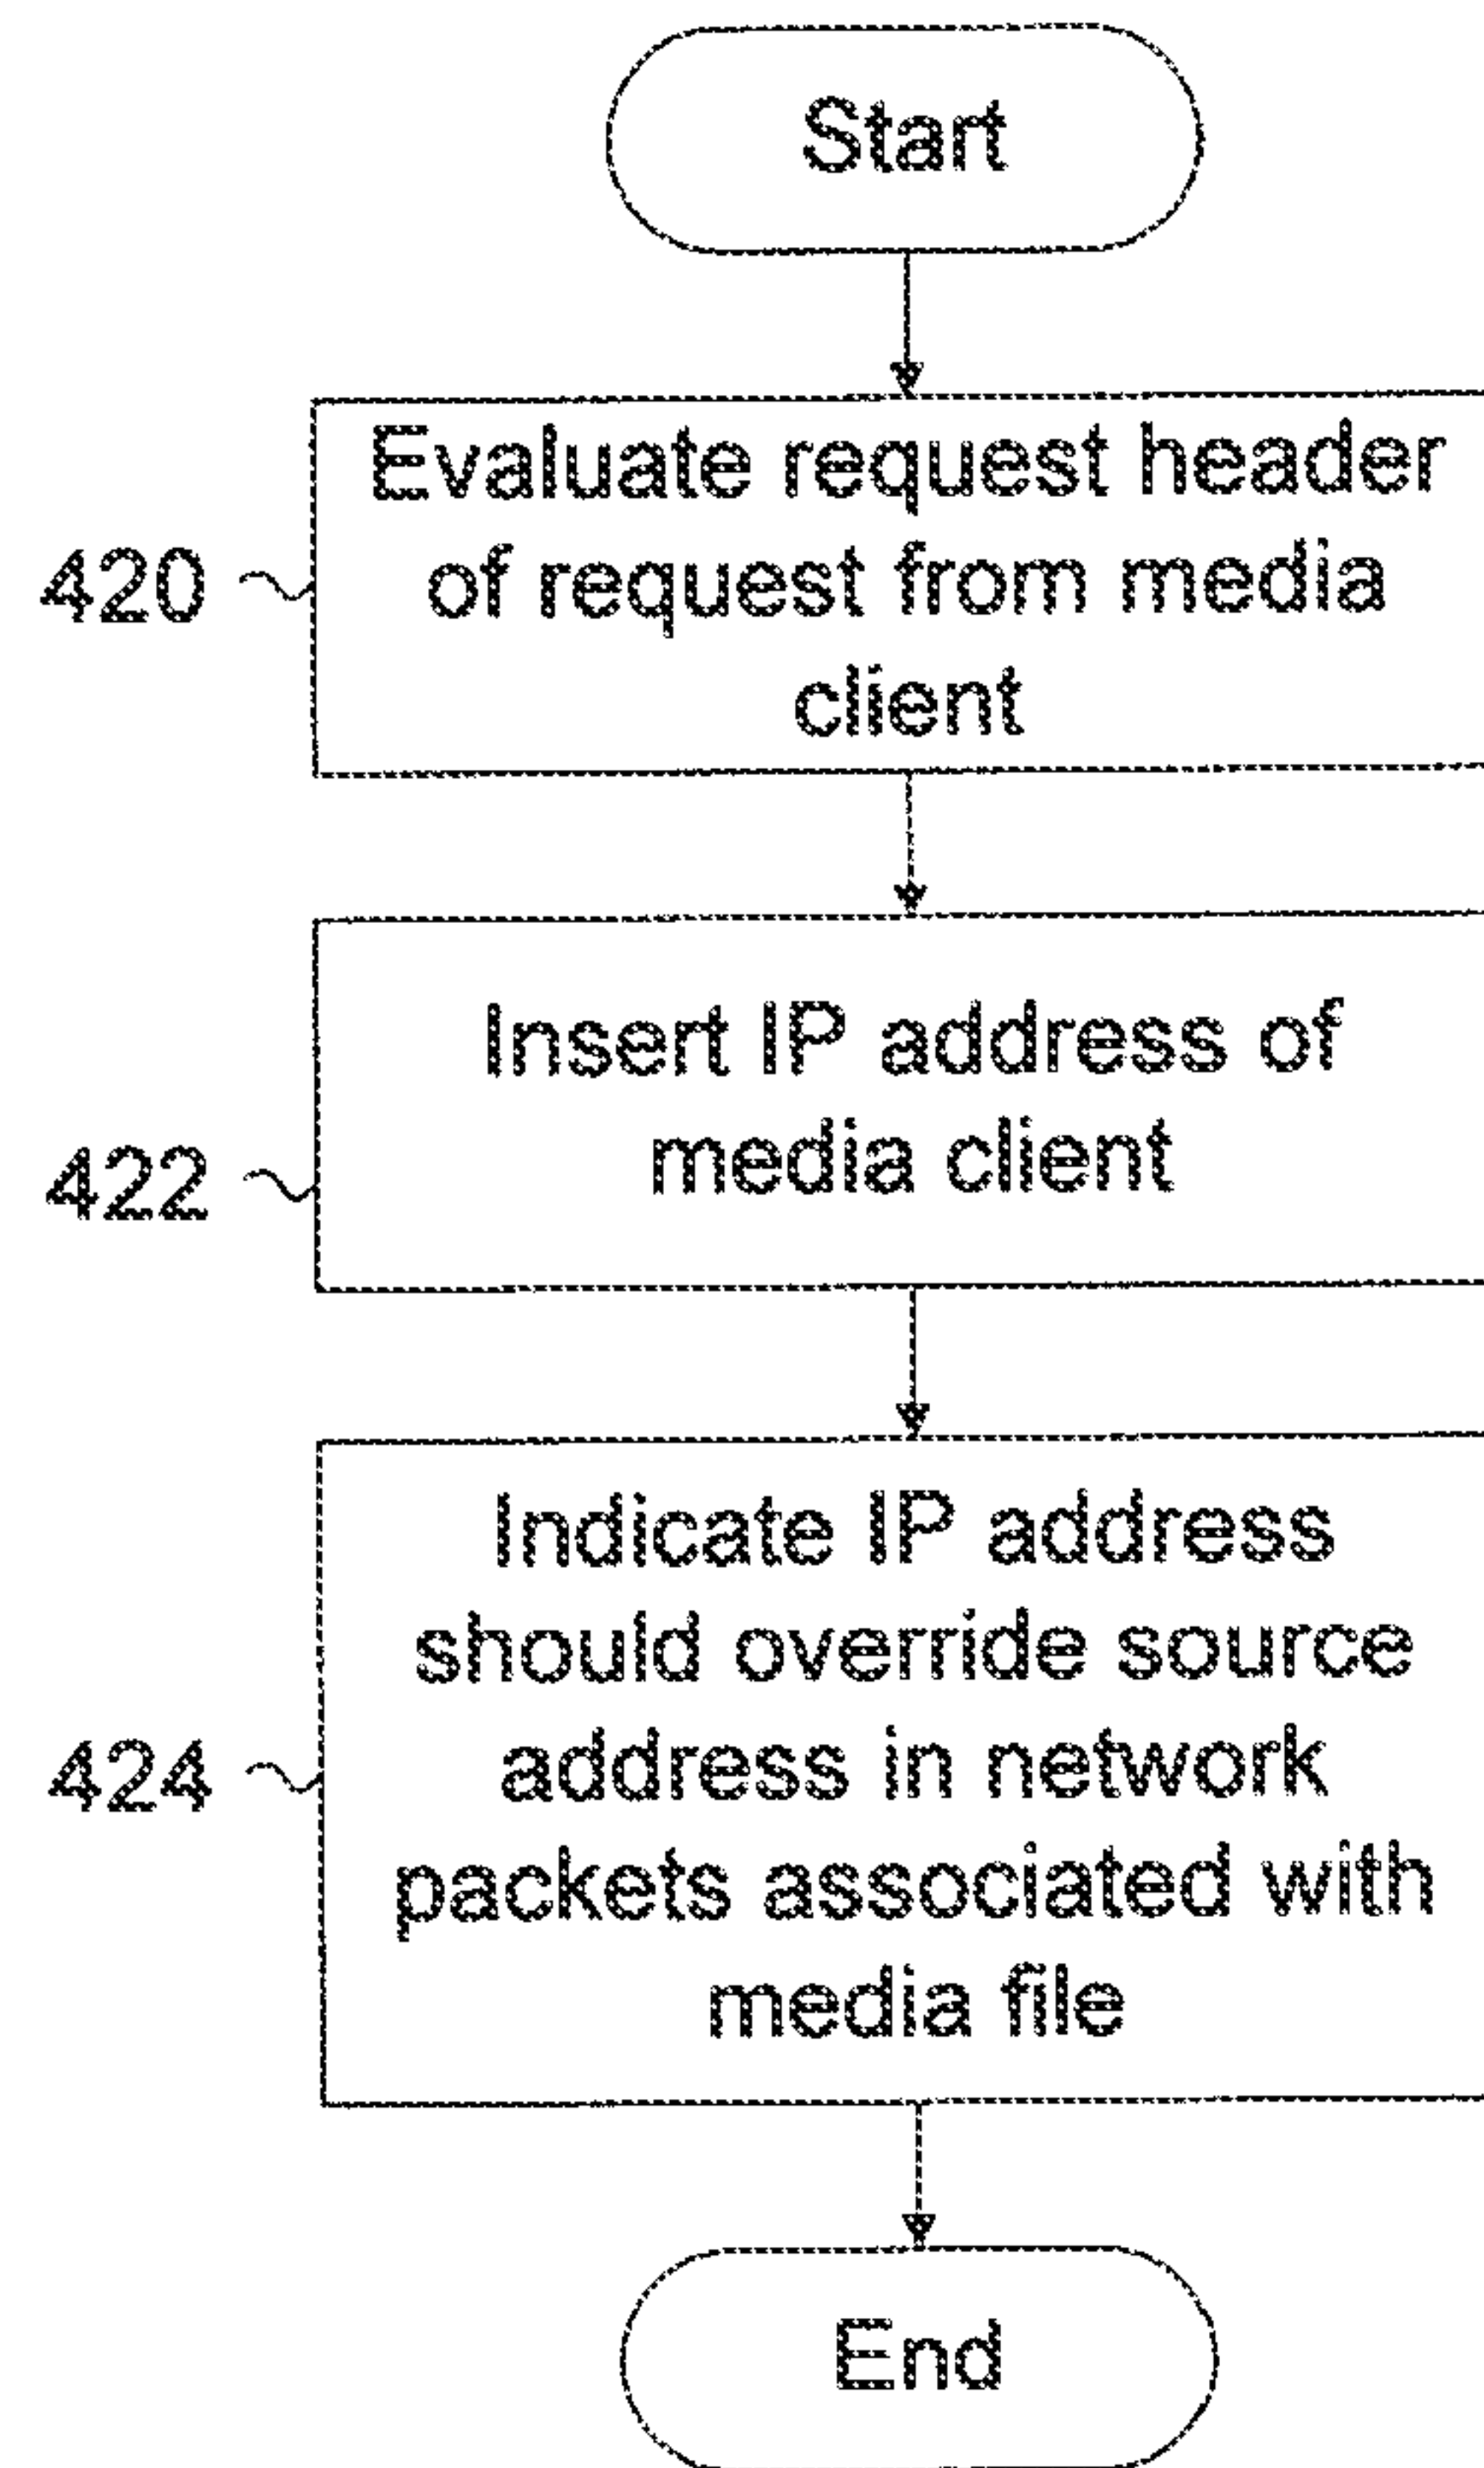 Start
Evaluate request header
of request from media
client
420
Insert IP address of
media client
422
Indicate IP address
should override source
address in network
packets associated with
media file
424
End